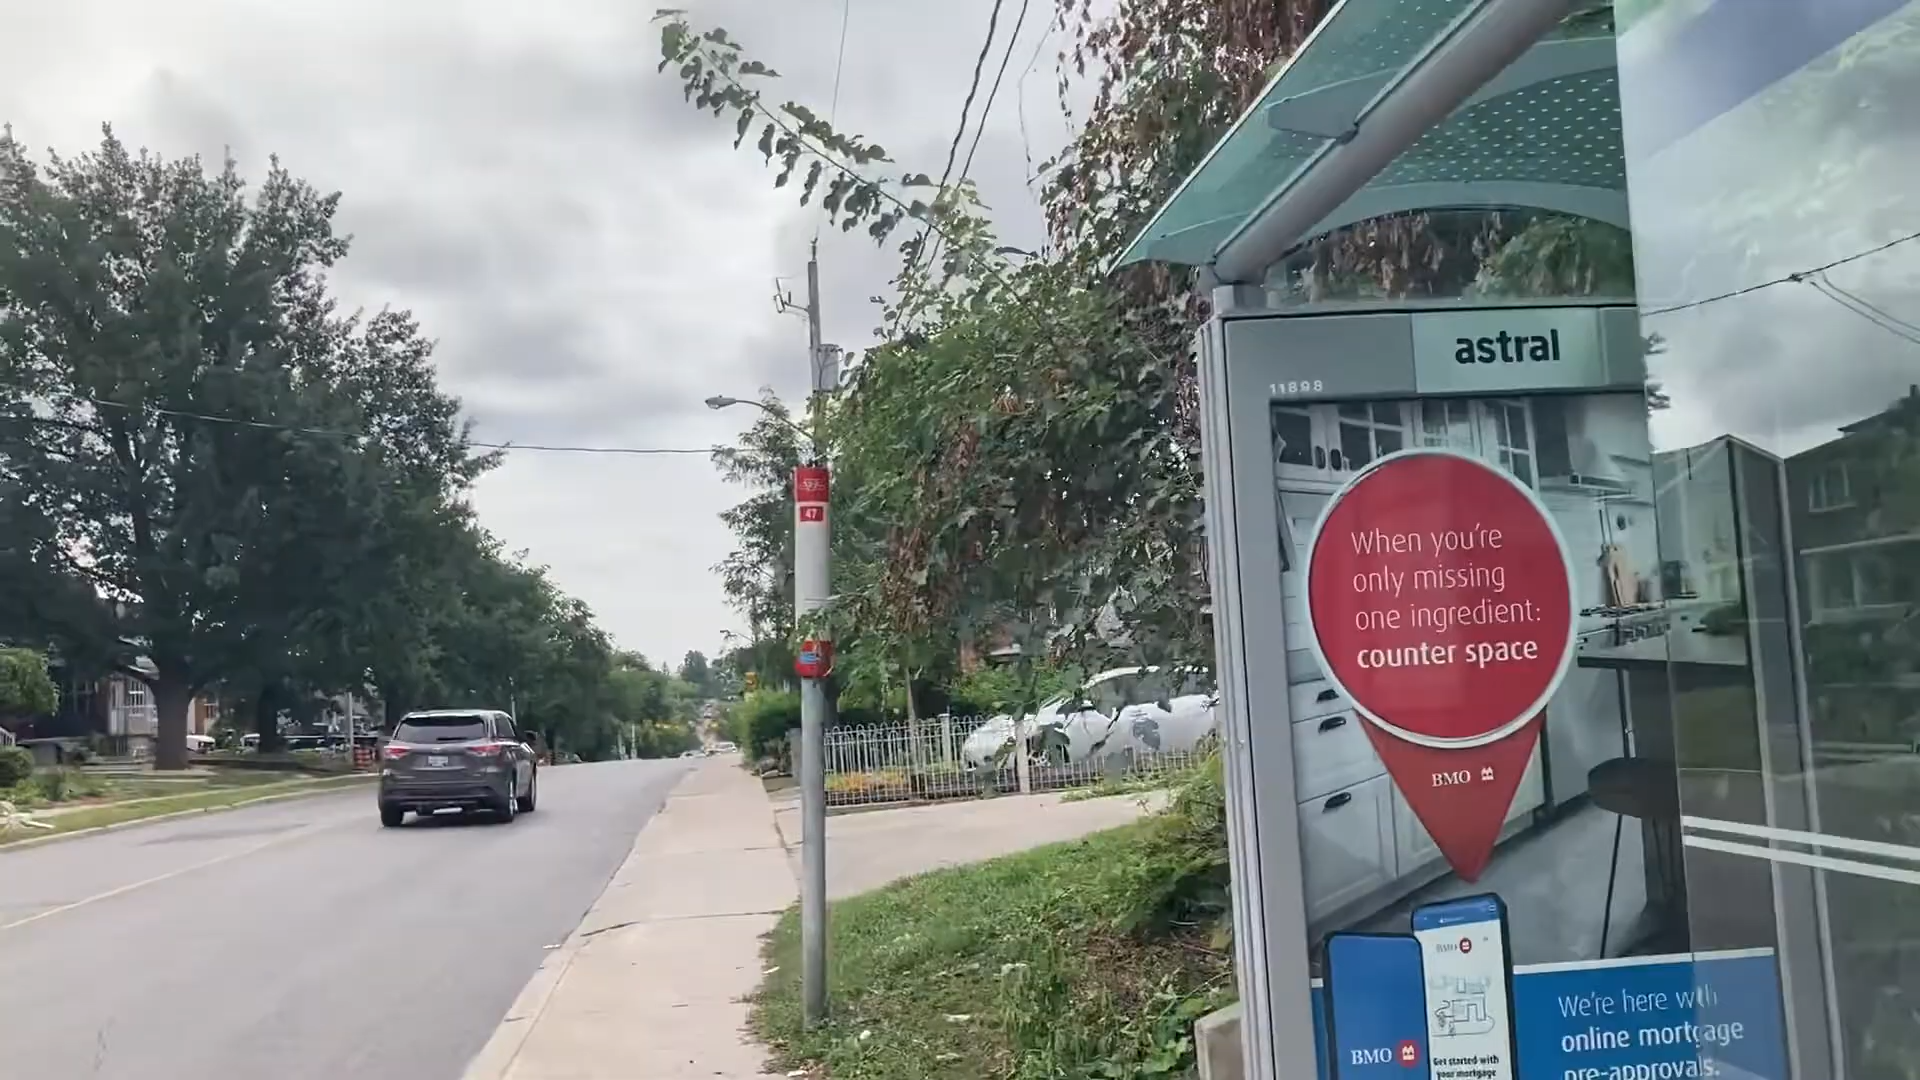 astral
11898
47
When you're
only missing
one ingredient:
counter space
BMO
BMO
Get started with
your mortgage
We're here with
online mortgage
pre-approvals.